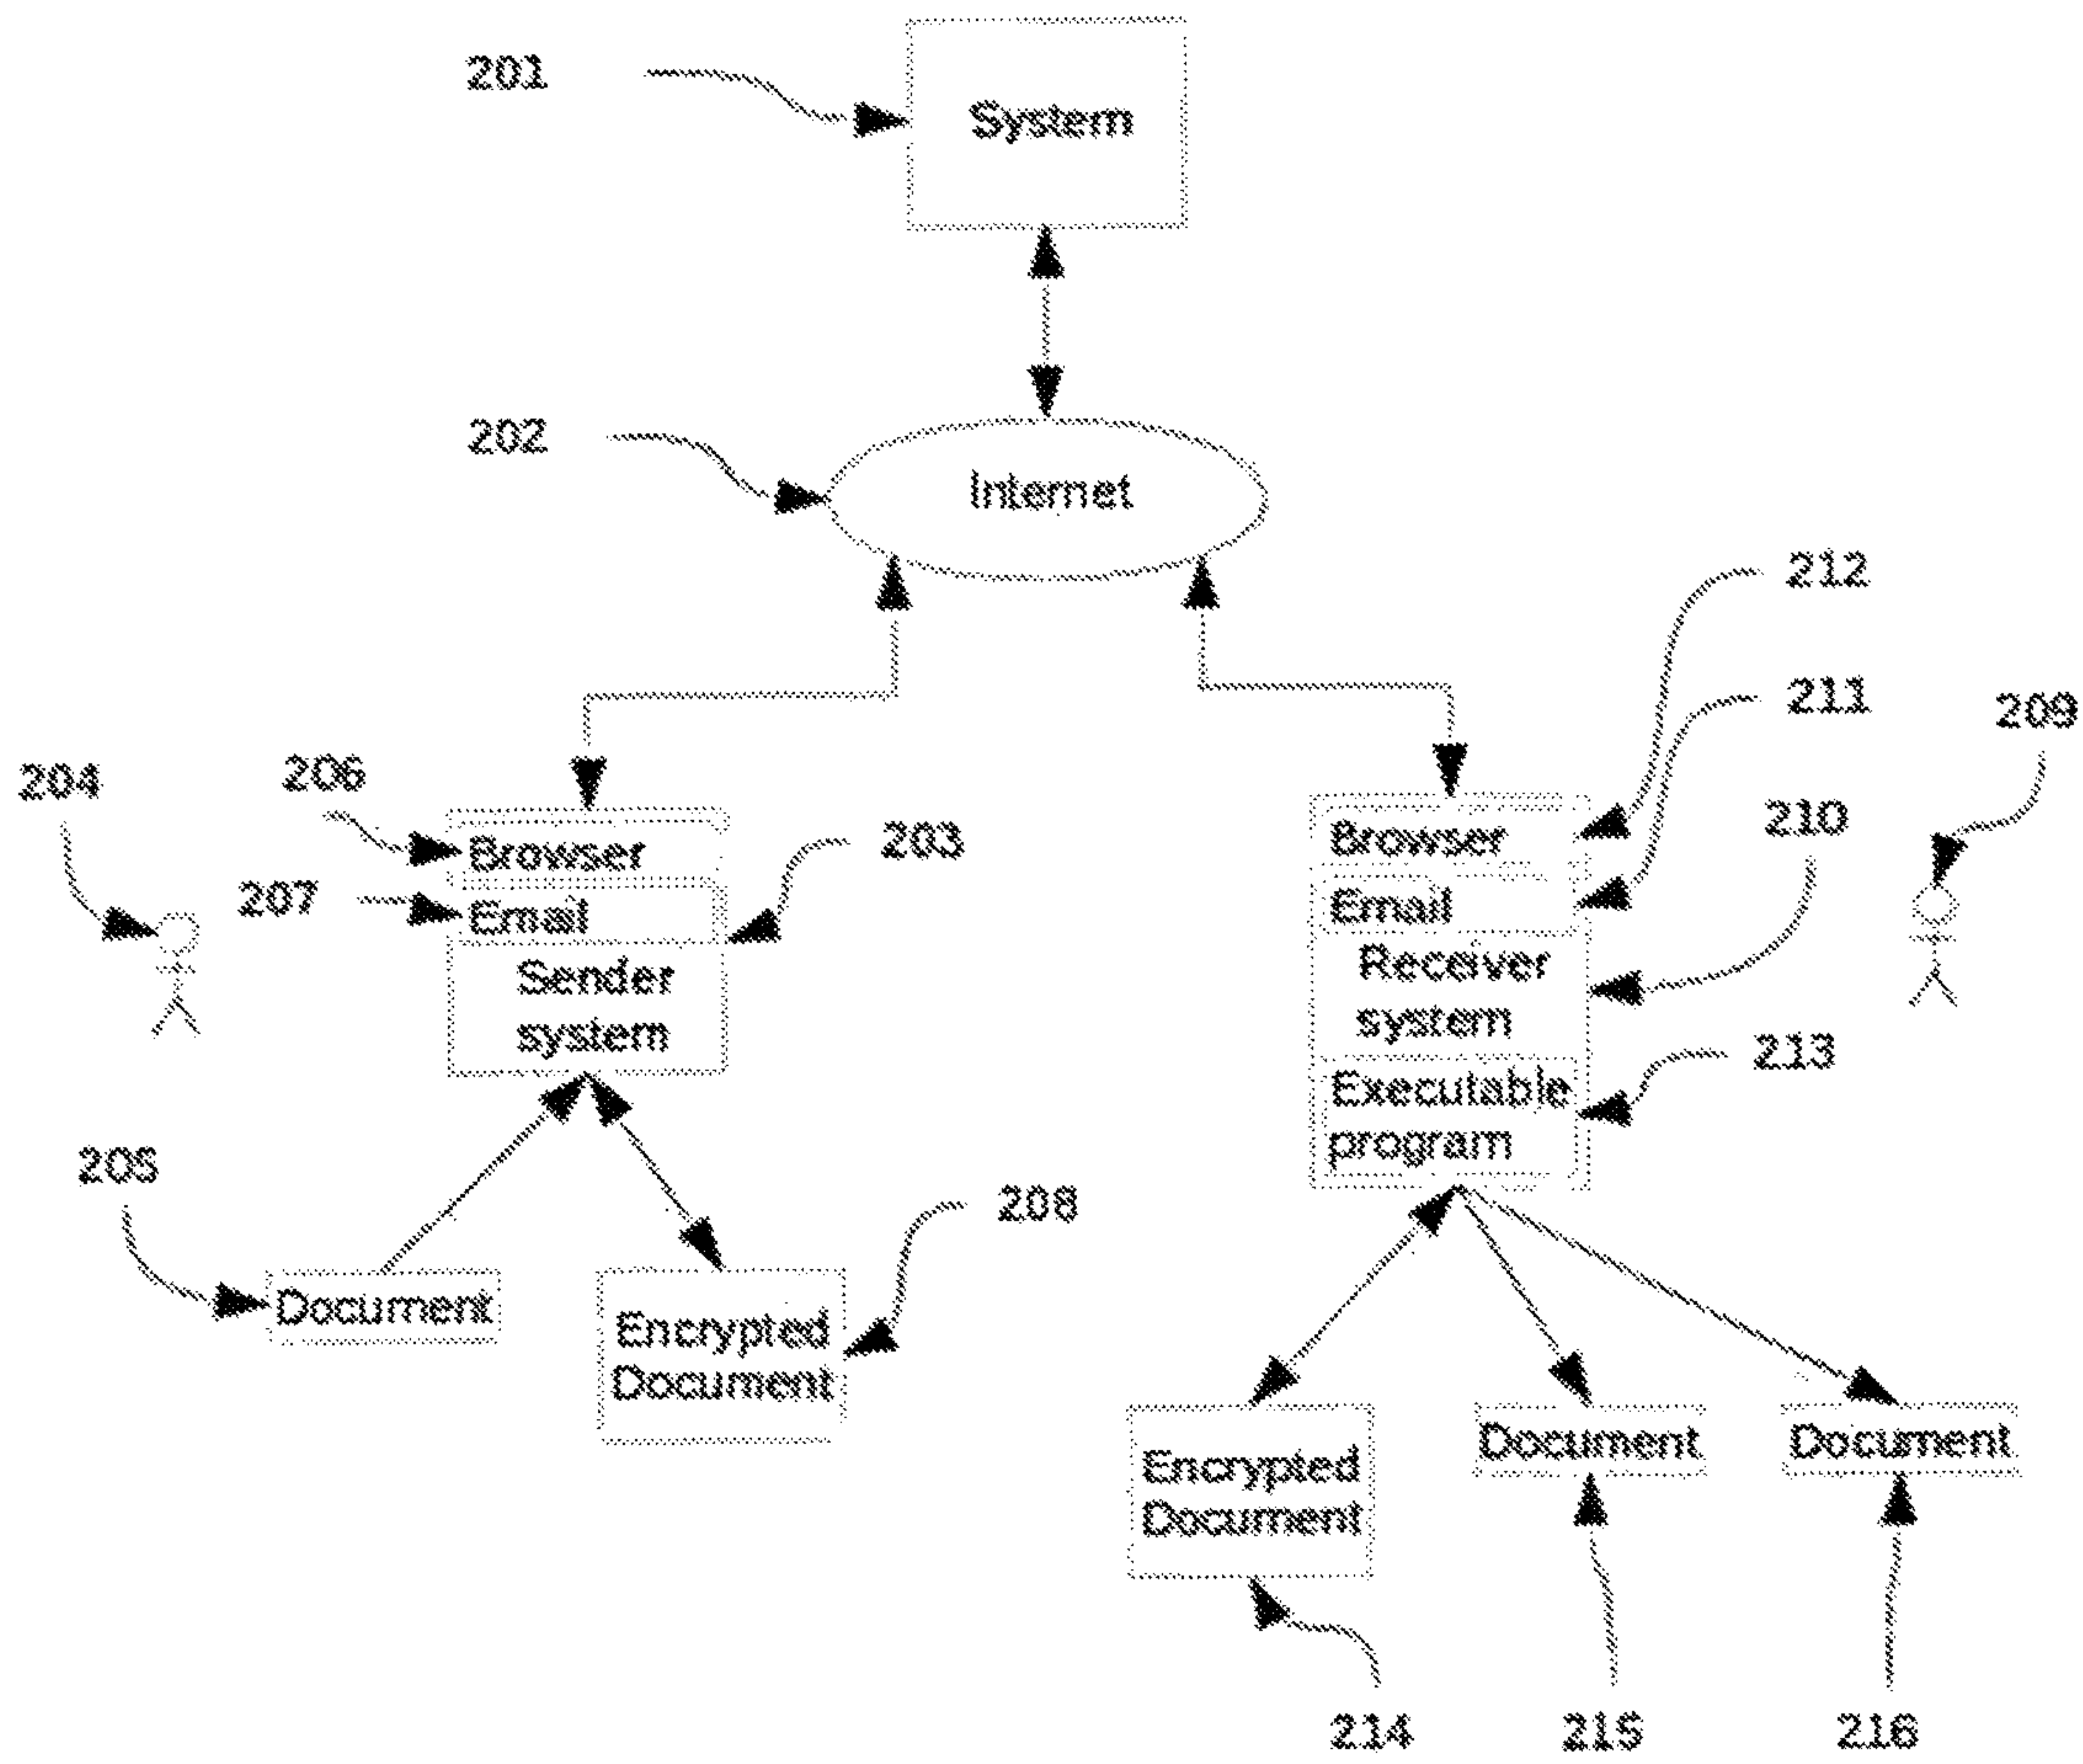 201
System
202
Internet
212
211
209
204
206
Browser
207
Email
203
Sender
system
Browser
Email
210
Receiver
system
213
Executable
program
205
Document
208
Encrypted
Document
Encrypted
Document
Document
Document
214
215
216